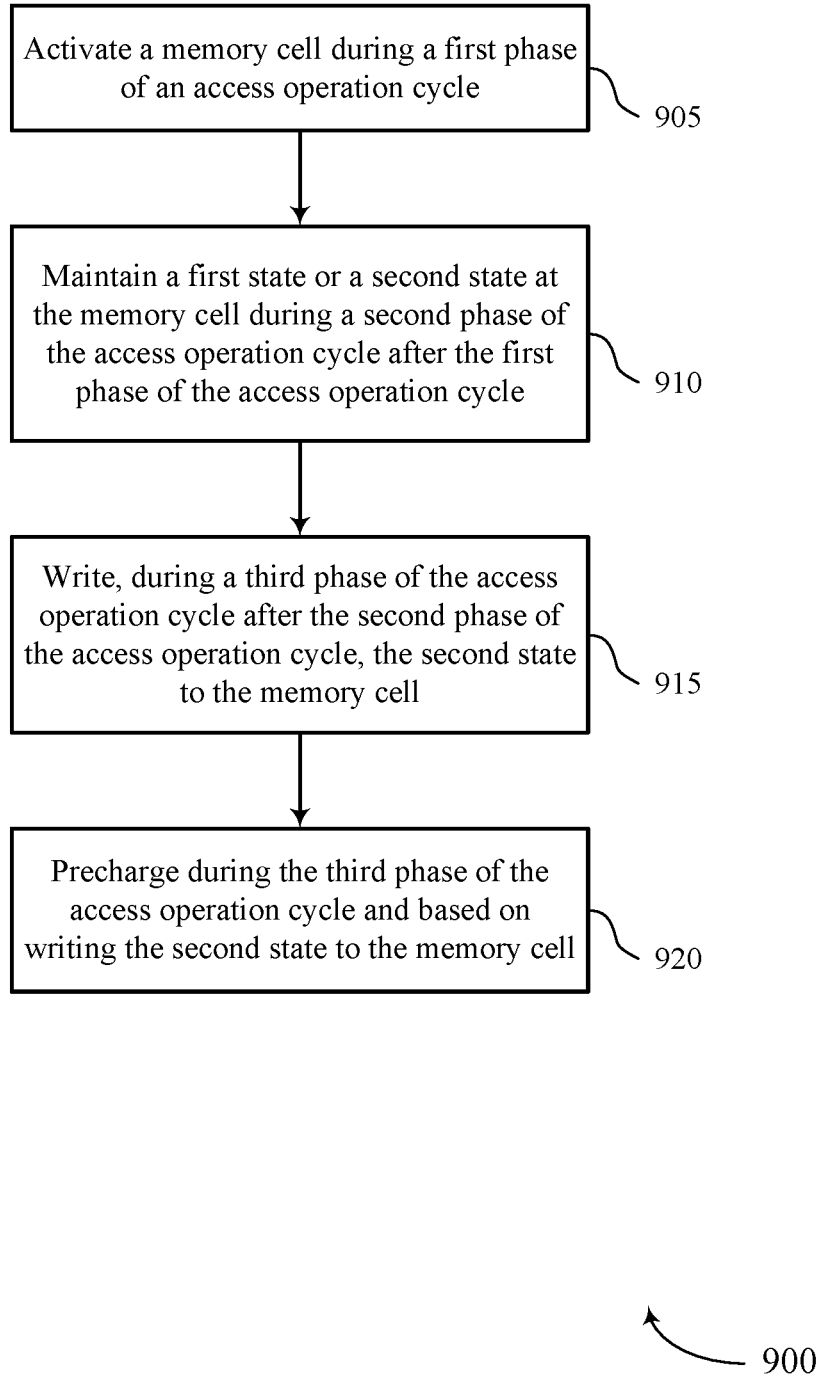 Activate a memory cell during a first phase
of an access operation cycle
905
Maintain a first state or a second state at
the memory cell during a second phase of
the access operation cycle after the first
phase of the access operation cycle
910
Write, during a third phase of the access
operation cycle after the second phase of
the access operation cycle, the second state
to the memory cell
915
Precharge during the third phase of the
access operation cycle and based on
writing the second state to the memory cell
920
900